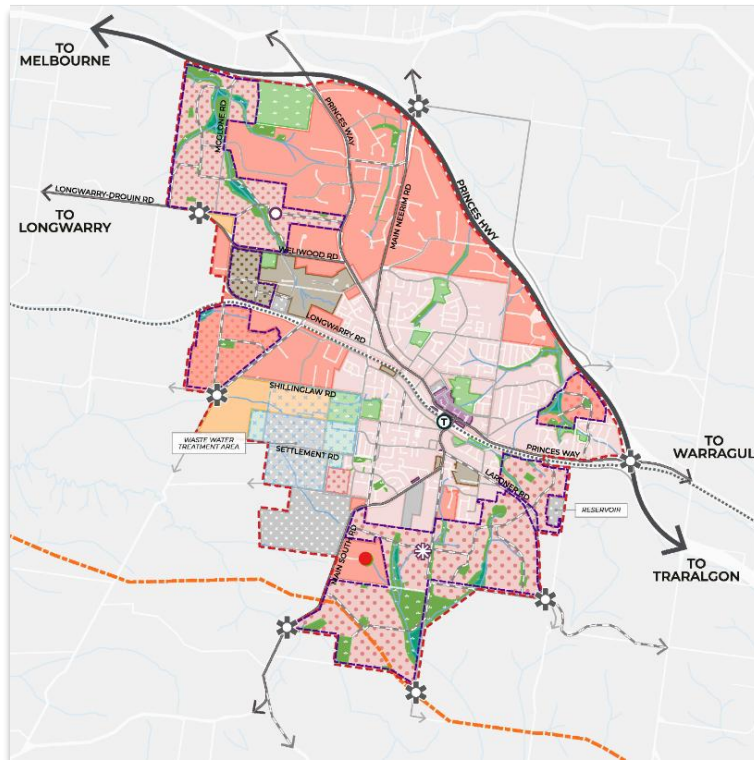 TO
MELBOURNE
PRINCES WAY
MCGLONE RD
MAIN NEERIM RD
PRINCES HWY
LONGWARRY-DROUIN RD
TO
LONGWARRY
WELLWOOD RD
LONGWARRY RD
SHILLINGLAW RD
WASTE WATER
TREATMENT AREA
SETTLEMENT RD
T
PRINCES WAY
TO
WARRAGUL
LARDNER RD
RESERVOIR
MAIN SOUTH RD
TO
TRARALGON